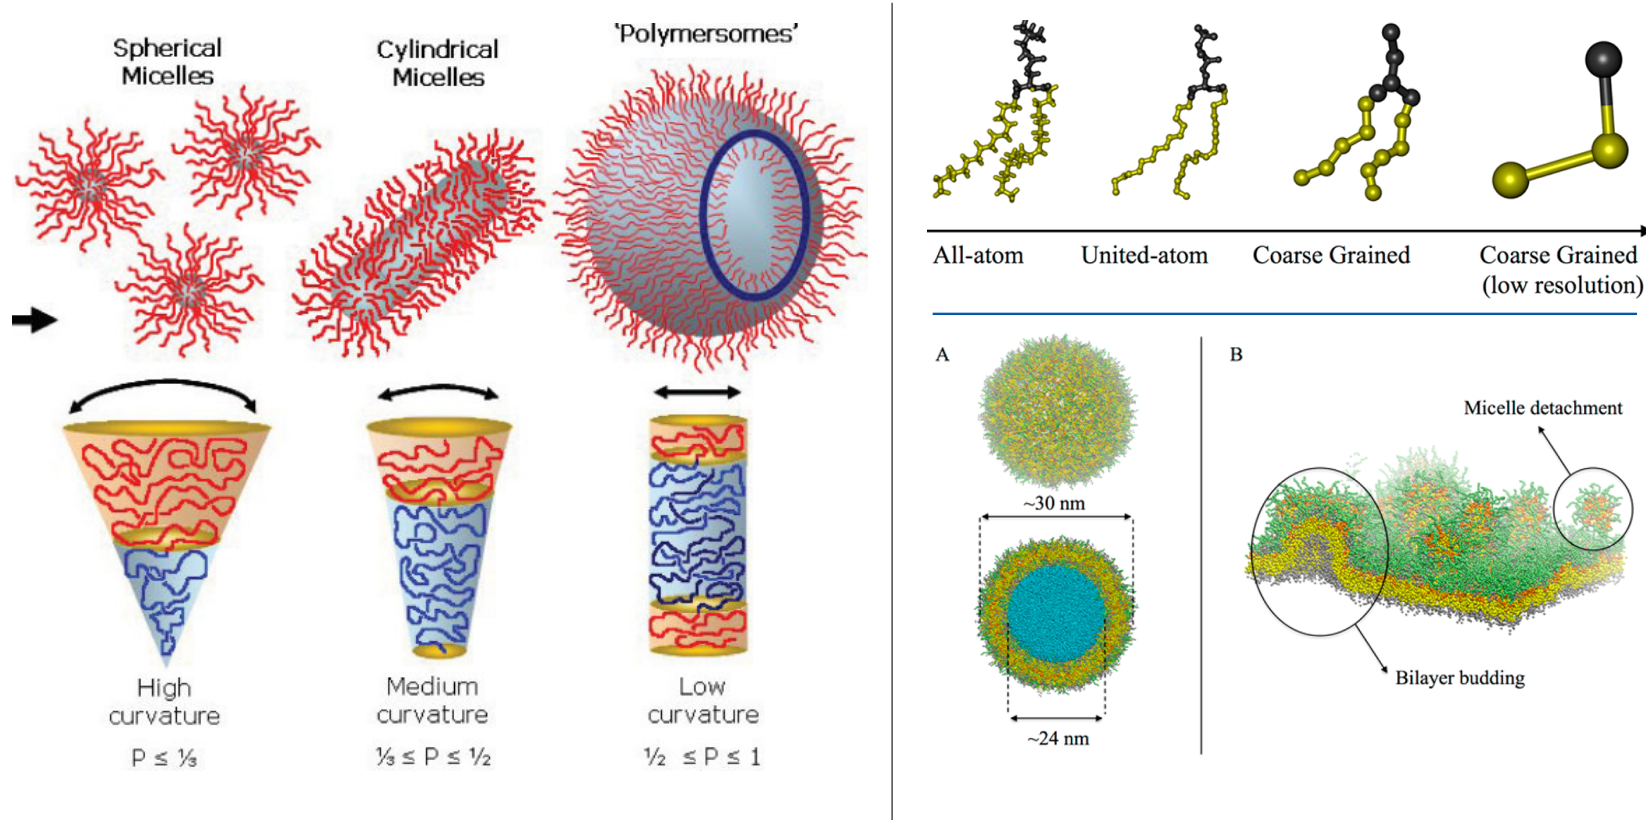 Spherical
Micelles
Cylindrical
Micelles
'Polymersomes'
High
curvature
P ≤ ⅓
Medium
curvature
⅓ ≤ P ≤ ½
Low
curvature
½ ≤ P ≤ 1
All-atom
United-atom
Coarse Grained
Coarse Grained
(low resolution)
A
~30 nm
~24 nm
B
Micelle detachment
Bilayer budding